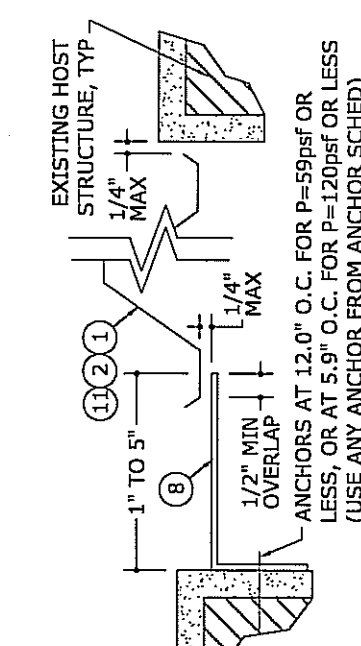 EXISTING HOST
STRUCTURE, TYP
1/4"
MAX
11 2 1
1" TO 5"
1/4"
MAX
8
1/2" MIN
OVERLAP
ANCHORS AT 12.0" O.C. FOR P=59psf OR
LESS, OR AT 5.9" O.C. FOR P=120psf OR LESS
(USE ANY ANCHOR FROM ANCHOR SCHED)